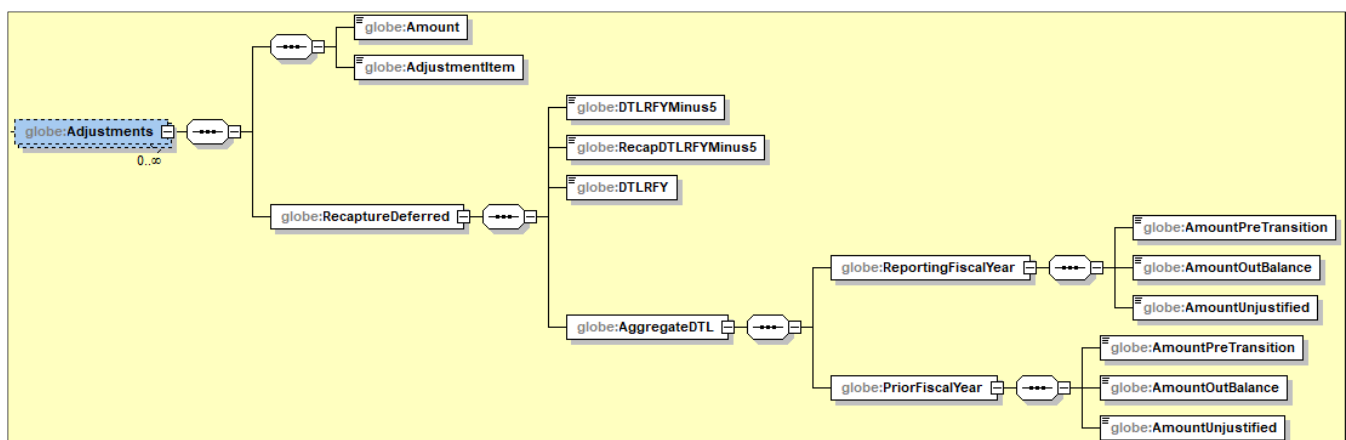 globe:Amount
globe:AdjustmentItem
globe:Adjustments
0..∞
globe:DTLRFYMinus5
globe:RecapDTLRFYMinus5
globe:DTLRFY
globe:RecaptureDeferred
globe:AmountPreTransition
globe:ReportingFiscalYear
globe:AmountOutBalance
globe:AmountUnjustified
globe:AggregateDTL
globe:AmountPreTransition
globe:PriorFiscalYear
globe:AmountOutBalance
globe:AmountUnjustified